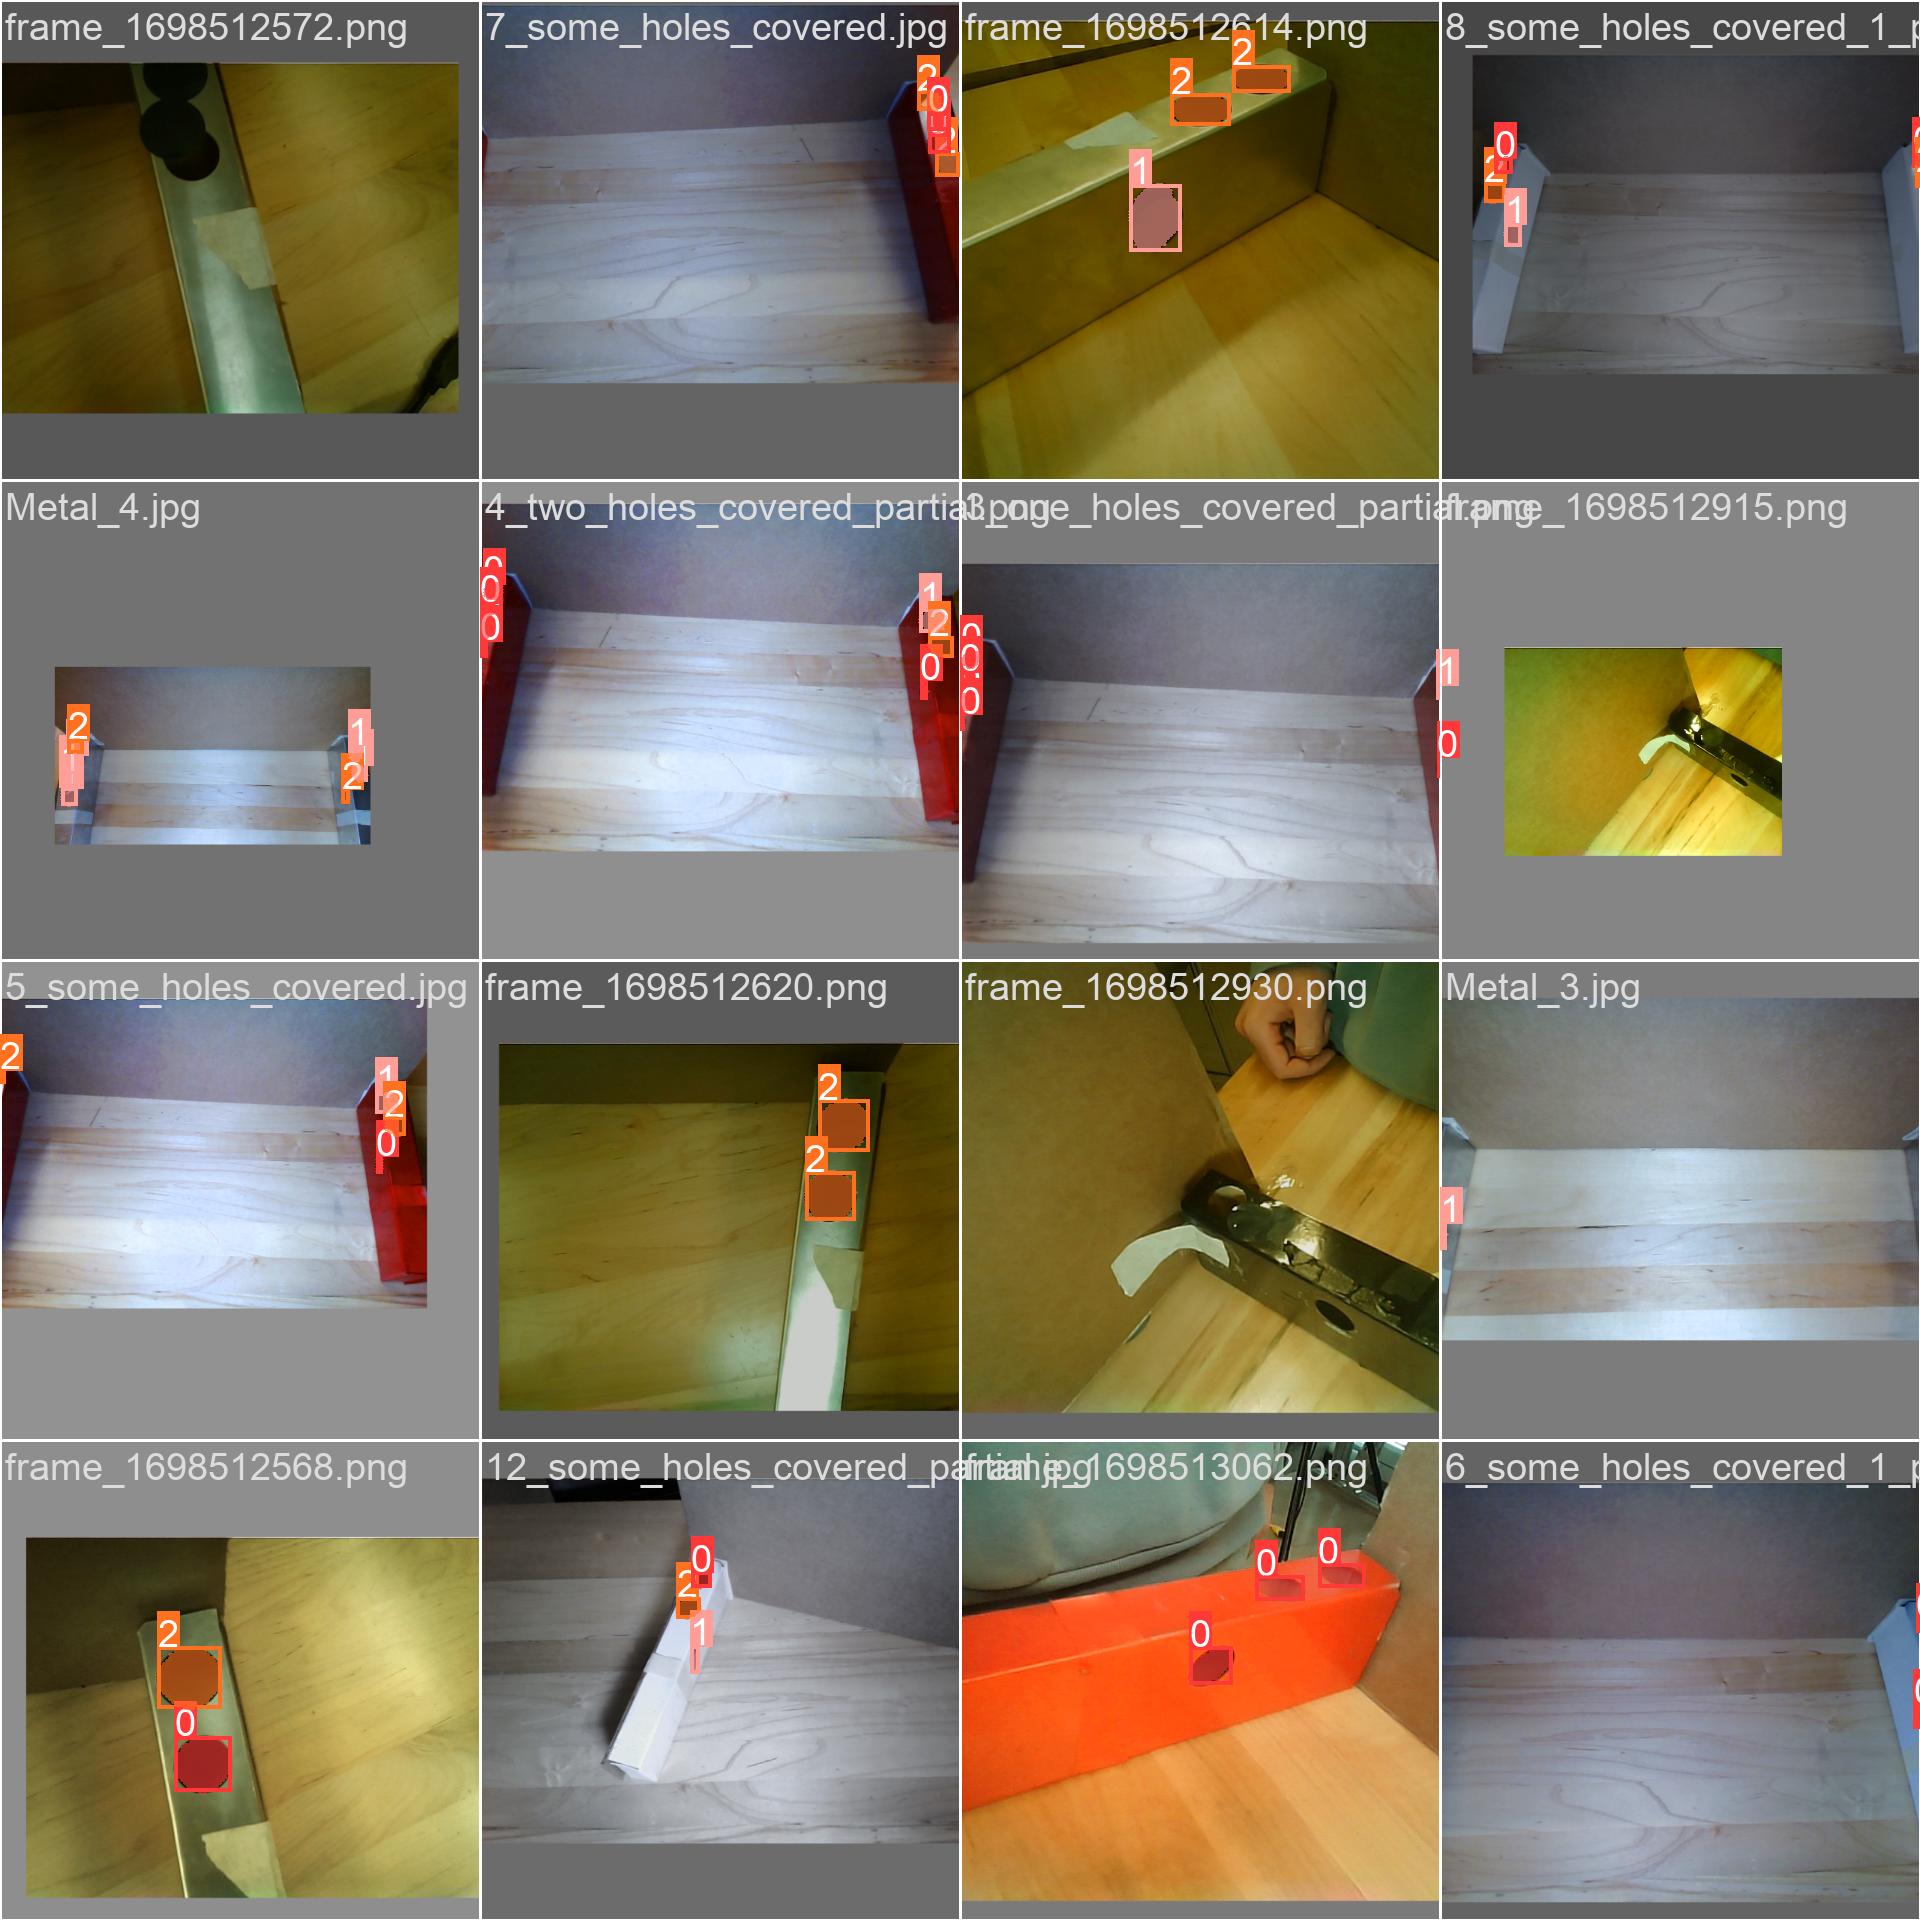 frame_1698512572.png
7_some_holes_covered.jpg
2
0
2
frame_1698512614.png
2
2
1
8_some_holes_covered_1_p
0
2
1
Metal_4.jpg
2
1
1
2
4_two_holes_covered_partial.png
0
0
0
1
2
0
3_one_holes_covered_partial.png
0
0
0
1
0
frame_1698512915.png
5_some_holes_covered.jpg
2
1
2
0
frame_1698512620.png
2
2
frame_1698512930.png
Metal_3.jpg
1
frame_1698512568.png
2
0
12_some_holes_covered_partial.jpg
0
2
1
frame_1698513062.png
0
0
0
6_some_holes_covered_1_p